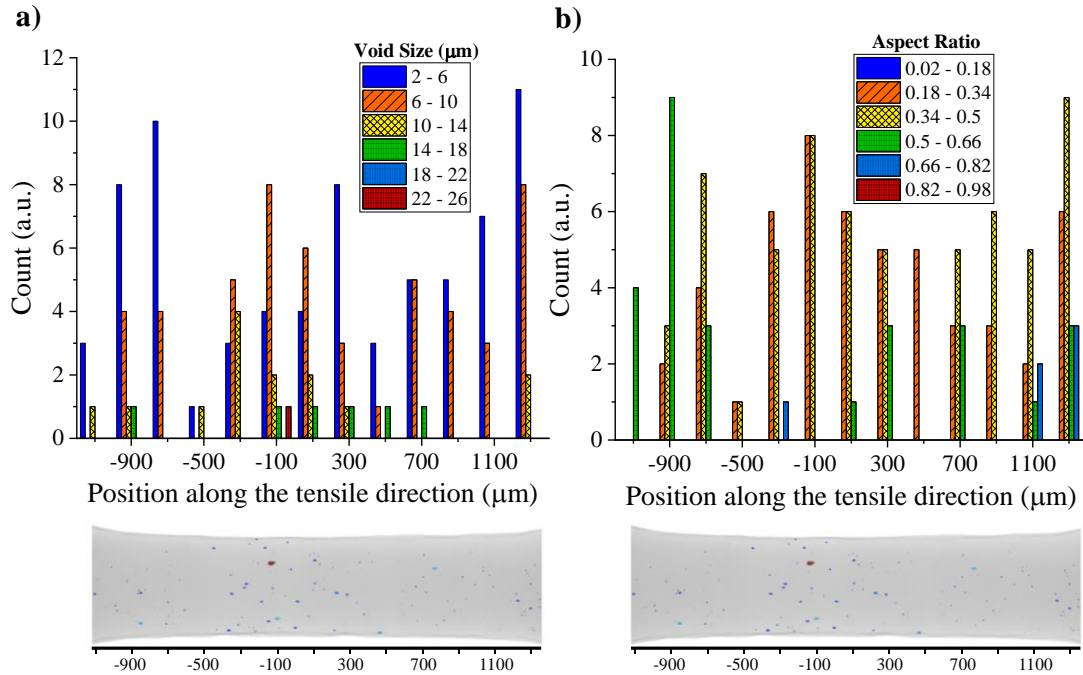 a)
Void Size (μm)
2 - 6
6 - 10
10 - 14
14 - 18
18 - 22
22 - 26
12
10
8
6
4
2
0
Count (a.u.)
-900 -500 -100 300 700 1100
Position along the tensile direction (μm)
-900 -500 -100 300 700 1100
b)
Aspect Ratio
0.02 - 0.18
0.18 - 0.34
0.34 - 0.5
0.5 - 0.66
0.66 - 0.82
0.82 - 0.98
10
8
6
4
2
0
Count (a.u.)
-900 -500 -100 300 700 1100
Position along the tensile direction (μm)
-900 -500 -100 300 700 1100